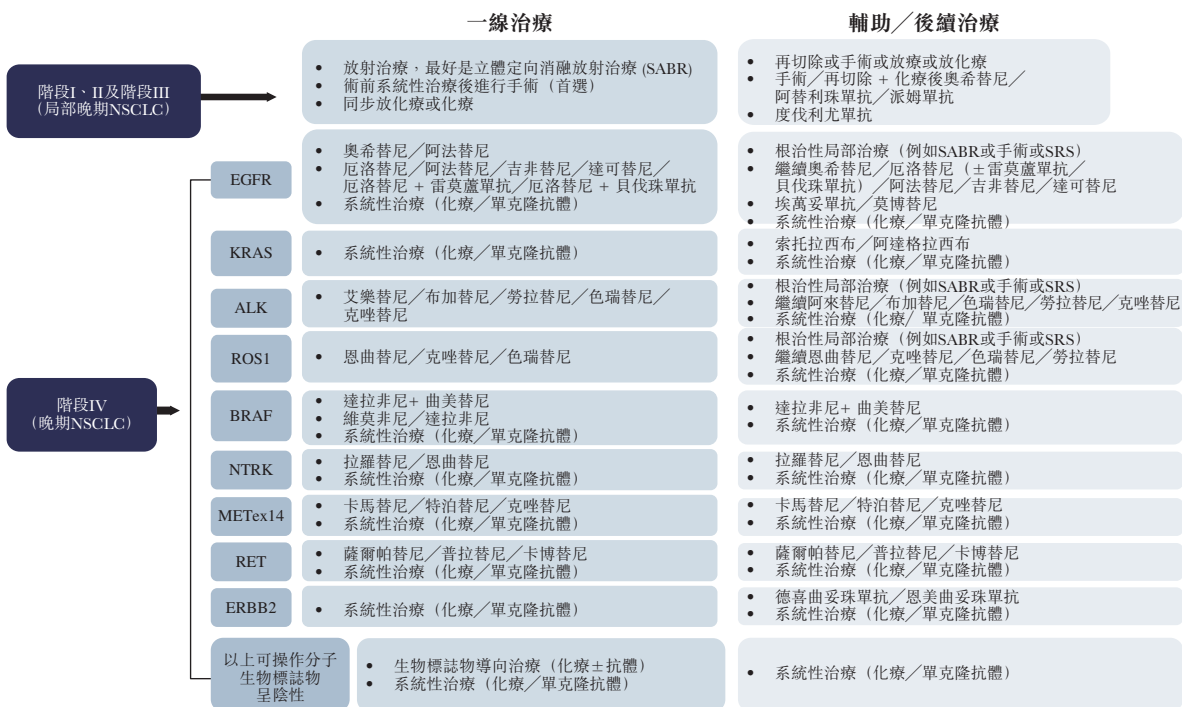 一線治療
輔助／後續治療
階段I、II及階段III
(局部晚期NSCLC)
• 放射治療，最好是立體定向消融放射治療 (SABR)
• 術前系統性治療後進行手術（首選）
• 同步放化療或化療
• 再切除或手術或放療或放化療
• 手術／再切除 + 化療後奧希替尼／
阿替利珠單抗／派姆單抗
• 度伐利尤單抗
階段IV
(晚期NSCLC)
EGFR
• 奧希替尼／阿法替尼
• 厄洛替尼／阿法替尼／吉非替尼／達可替尼／
厄洛替尼 + 雷莫蘆單抗／厄洛替尼 + 貝伐珠單抗
• 系統性治療（化療／單克隆抗體）
• 根治性局部治療（例如SABR或手術或SRS）
• 繼續奧希替尼／厄洛替尼（±雷莫蘆單抗／
貝伐珠單抗）／阿法替尼／吉非替尼／達可替尼
• 埃萬妥單抗／莫博替尼
• 系統性治療（化療／單克隆抗體）
KRAS
• 系統性治療（化療／單克隆抗體）
• 索托拉西布／阿達格拉西布
• 系統性治療（化療／單克隆抗體）
ALK
• 艾樂替尼／布加替尼／勞拉替尼／色瑞替尼／
克唑替尼
• 根治性局部治療（例如SABR或手術或SRS）
• 繼續阿來替尼／布加替尼／色瑞替尼／勞拉替尼／克唑替尼
• 系統性治療（化療/ 單克隆抗體）
ROS1
• 恩曲替尼／克唑替尼／色瑞替尼
• 根治性局部治療（例如SABR或手術或SRS）
• 繼續恩曲替尼／克唑替尼／色瑞替尼／勞拉替尼
• 系統性治療（化療／單克隆抗體）
BRAF
• 達拉非尼+ 曲美替尼
• 維莫非尼／達拉非尼
• 系統性治療（化療／單克隆抗體）
• 達拉非尼+ 曲美替尼
• 系統性治療（化療／單克隆抗體）
NTRK
• 拉羅替尼／恩曲替尼
• 系統性治療（化療／單克隆抗體）
• 拉羅替尼／恩曲替尼
• 系統性治療（化療／單克隆抗體）
METex14
• 卡馬替尼／特泊替尼／克唑替尼
• 系統性治療（化療／單克隆抗體）
• 卡馬替尼／特泊替尼／克唑替尼
• 系統性治療（化療／單克隆抗體）
RET
• 薩爾帕替尼／普拉替尼／卡博替尼
• 系統性治療（化療／單克隆抗體）
• 薩爾帕替尼／普拉替尼／卡博替尼
• 系統性治療（化療／單克隆抗體）
ERBB2
• 系統性治療（化療／單克隆抗體）
• 德喜曲妥珠單抗／恩美曲妥珠單抗
• 系統性治療（化療／單克隆抗體）
以上可操作分子
生物標誌物
呈陰性
• 生物標誌物導向治療（化療±抗體）
• 系統性治療（化療／單克隆抗體）
• 系統性治療（化療／單克隆抗體）